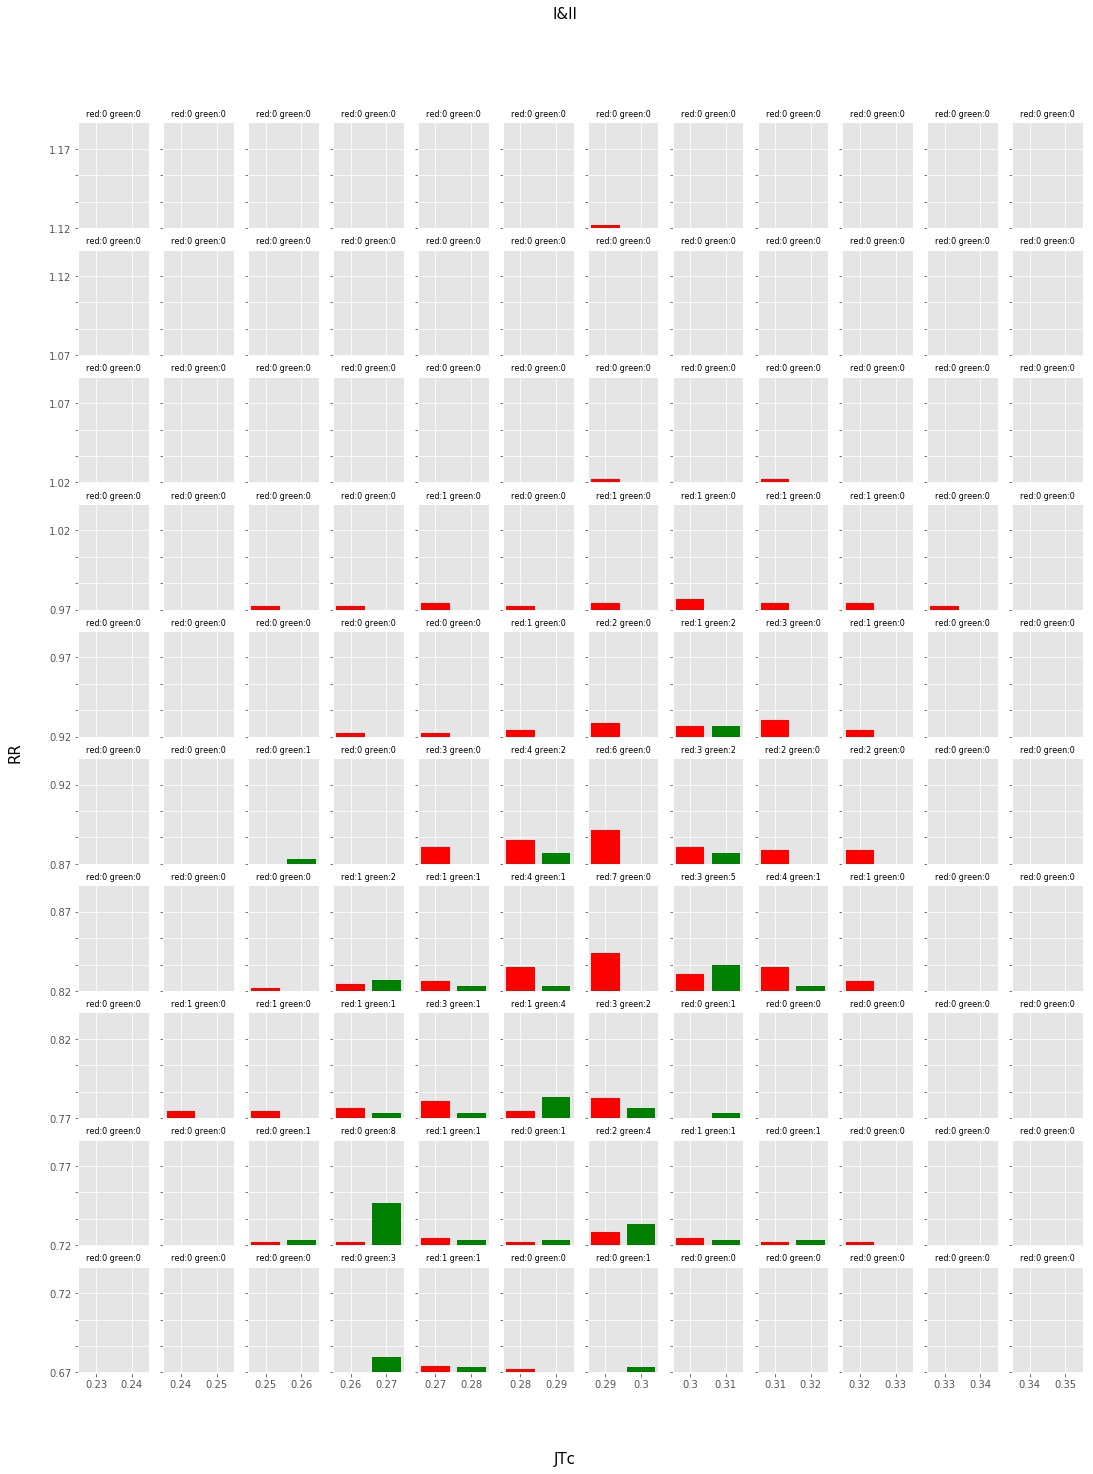 I&II
red:0 green:0 red:0 green:0 red:0 green:0 red:0 green:0 red:0 green:0 red:0 green:0 red:0 green:0 red:0 green:0 red:0 green:0 red:0 green:0 red:0 green:0 red:0 green:0
1.17
1.12
red:0 green:0 red:0 green:0 red:0 green:0 red:0 green:0 red:0 green:0 red:0 green:0 red:0 green:0 red:0 green:0 red:0 green:0 red:0 green:0 red:0 green:0 red:0 green:0
1.12
1.07
red:0 green:0 red:0 green:0 red:0 green:0 red:0 green:0 red:0 green:0 red:0 green:0 red:0 green:0 red:0 green:0 red:0 green:0 red:0 green:0 red:0 green:0 red:0 green:0
1.07
1.02
red:0 green:0 red:0 green:0 red:0 green:0 red:0 green:0 red:1 green:0 red:0 green:0 red:1 green:0 red:1 green:0 red:1 green:0 red:1 green:0 red:0 green:0 red:0 green:0
1.02
0.97
red:0 green:0 red:0 green:0 red:0 green:0 red:0 green:0 red:0 green:0 red:1 green:0 red:2 green:0 red:1 green:2 red:3 green:0 red:1 green:0 red:0 green:0 red:0 green:0
0.97
0.92
red:0 green:0 red:0 green:0 red:0 green:1 red:0 green:0 red:3 green:0 red:4 green:2 red:6 green:0 red:3 green:2 red:2 green:0 red:2 green:0 red:0 green:0 red:0 green:0
RR
0.92
0.87
red:0 green:0 red:0 green:0 red:0 green:0 red:1 green:2 red:1 green:1 red:4 green:1 red:7 green:0 red:3 green:5 red:4 green:1 red:1 green:0 red:0 green:0 red:0 green:0
0.87
0.82
red:0 green:0 red:1 green:0 red:1 green:0 red:1 green:1 red:3 green:1 red:1 green:4 red:3 green:2 red:0 green:1 red:0 green:0 red:0 green:0 red:0 green:0 red:0 green:0
0.82
0.77
red:0 green:0 red:0 green:0 red:0 green:1 red:0 green:8 red:1 green:1 red:0 green:1 red:2 green:4 red:1 green:1 red:0 green:1 red:0 green:0 red:0 green:0 red:0 green:0
0.77
0.72
red:0 green:0 red:0 green:0 red:0 green:0 red:0 green:3 red:1 green:1 red:0 green:0 red:0 green:1 red:0 green:0 red:0 green:0 red:0 green:0 red:0 green:0 red:0 green:0
0.72
0.67
0.23 0.24 0.24 0.25 0.25 0.26 0.26 0.27 0.27 0.28 0.28 0.29 0.29 0.3 0.3 0.31 0.31 0.32 0.32 0.33 0.33 0.34 0.34 0.35
JTc